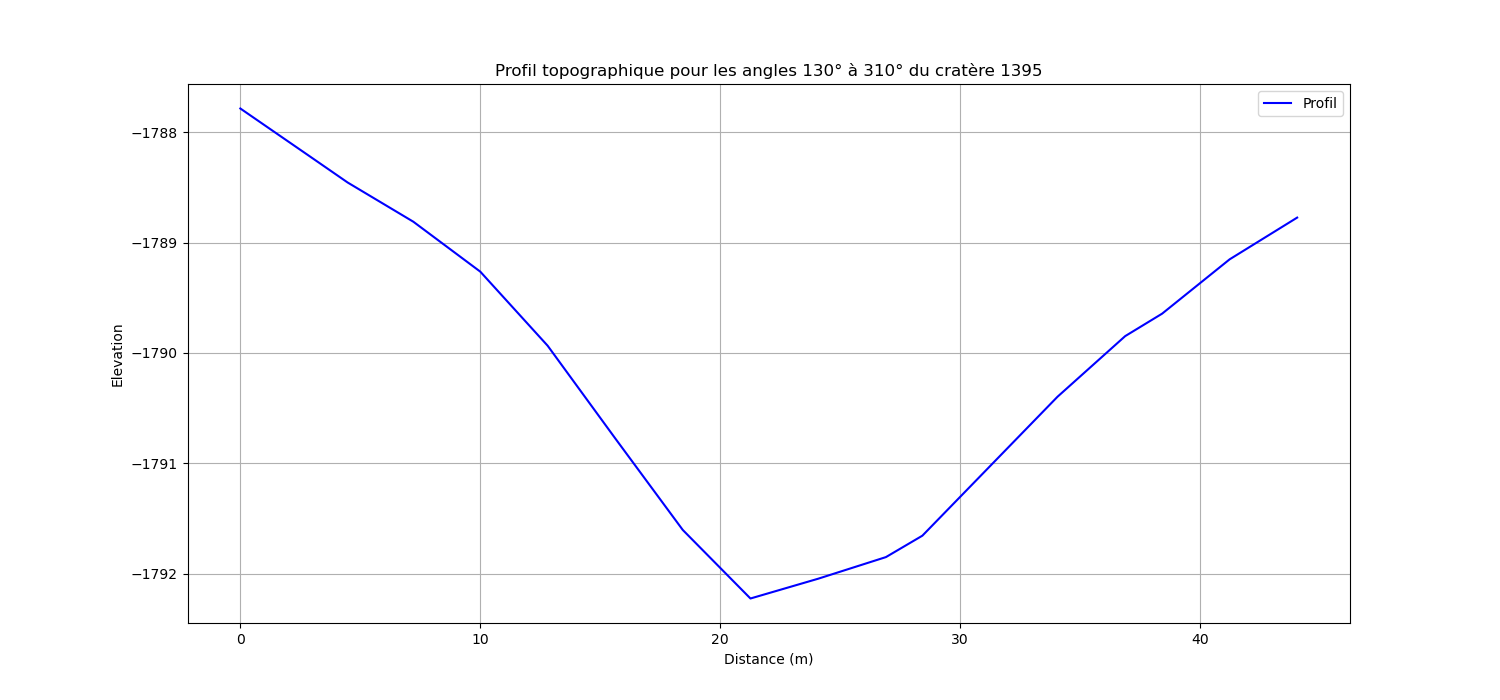 Profil topographique pour les angles 130° à 310° du cratère 1395
Profil
−1788
−1789
−1790
−1791
−1792
Elevation
0 10 20 30 40
Distance (m)